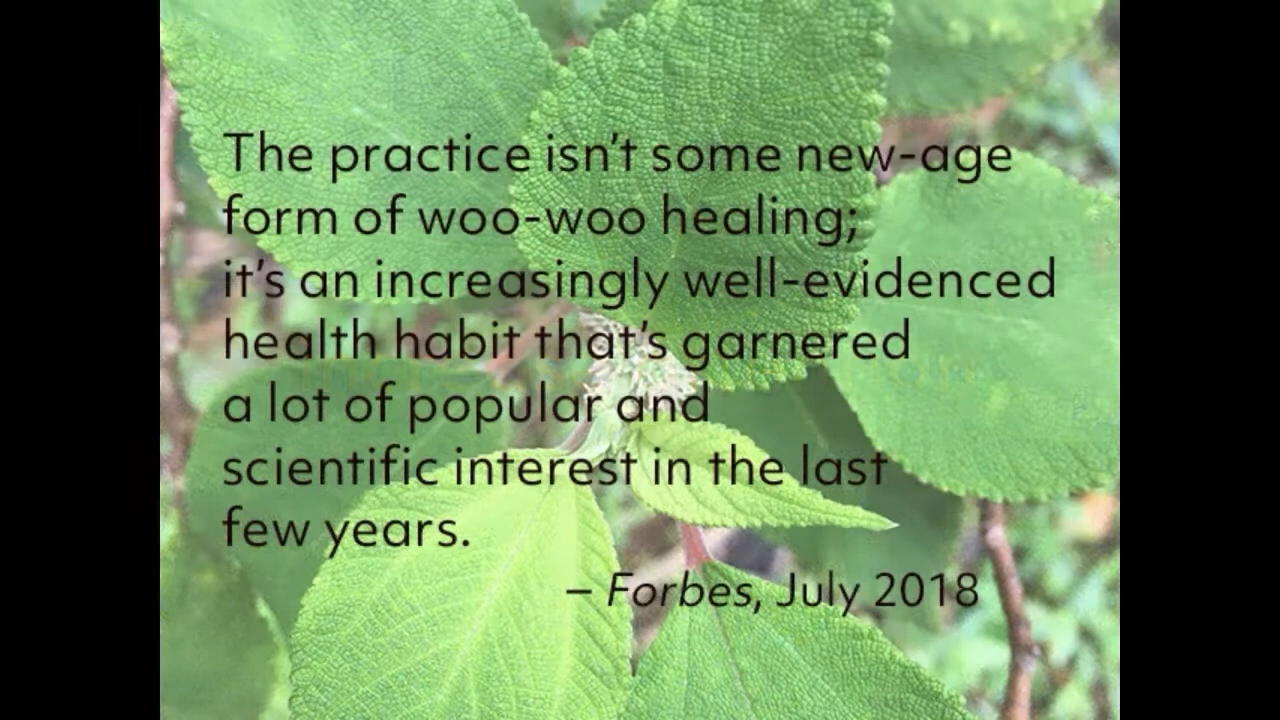 The practice isn't some new-age
form of woo-woo healing;
it's an increasingly well-evidenced
health habit that's garnered
a lot of popular and
scientific interest in the last
few years.
– Forbes, July 2018